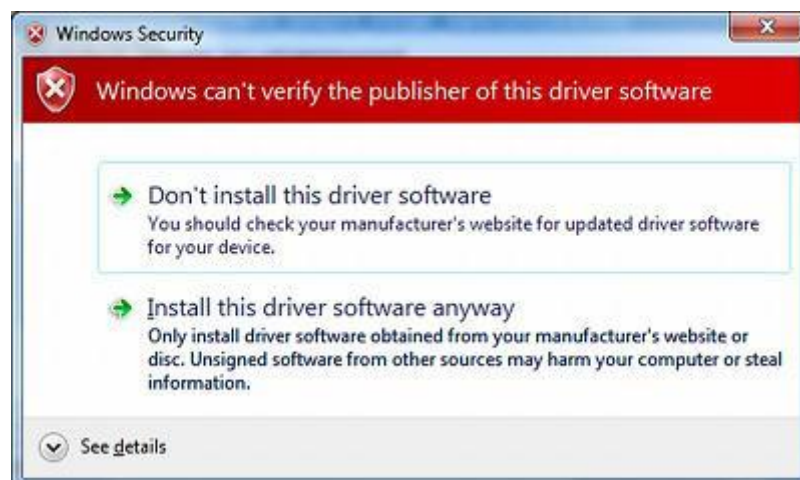 Windows Security
Windows can't verify the publisher of this driver software
Don't install this driver software
You should check your manufacturer's website for updated driver software
for your device.
Install this driver software anyway
Only install driver software obtained from your manufacturer's website or
disc. Unsigned software from other sources may harm your computer or steal
information.
See details